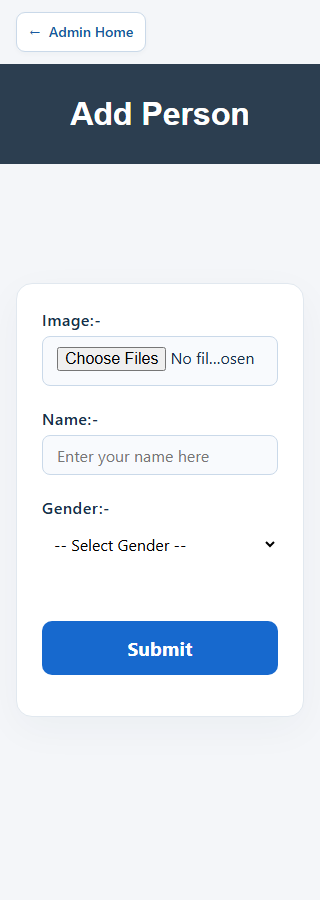 ← Admin Home
Add Person
Image:-
Choose Files No fil...osen
Name:-
Enter your name here
Gender:-
-- Select Gender --
Submit